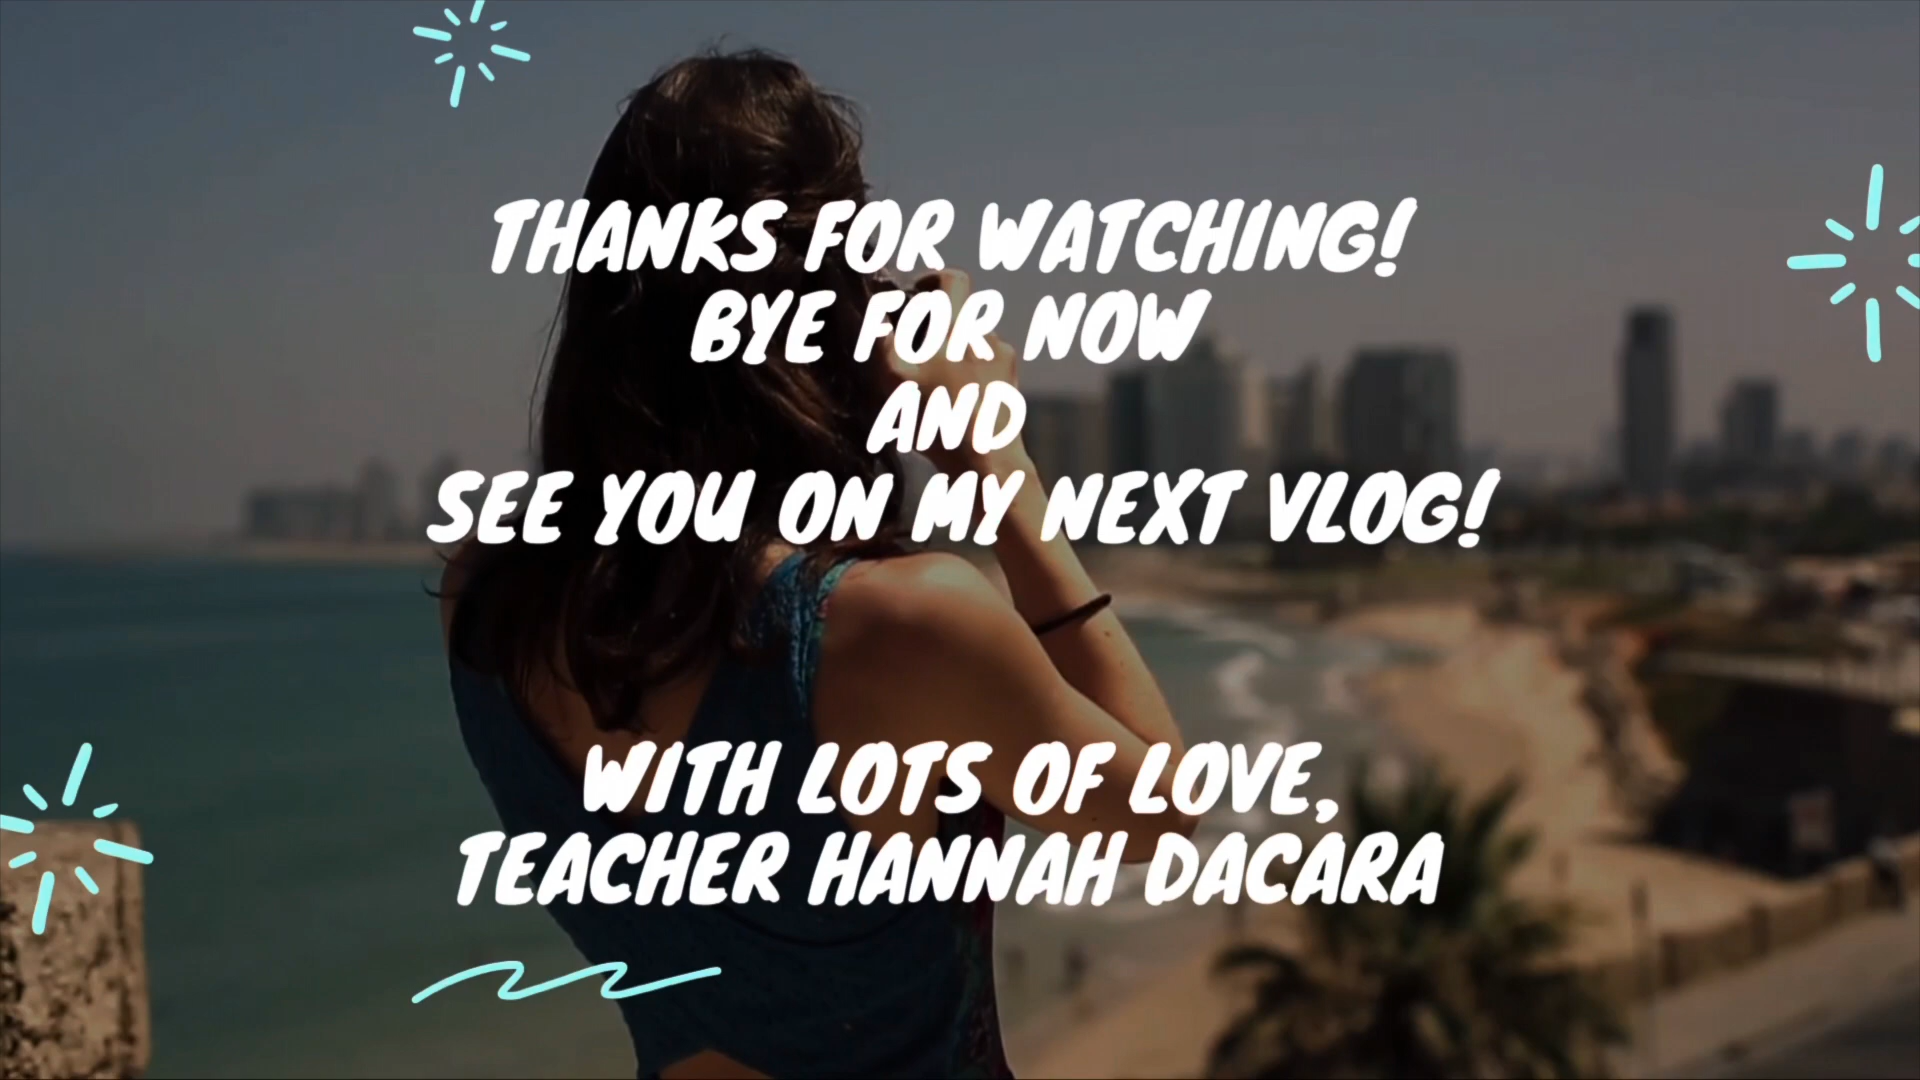 THANKS FOR WATCHING!
BYE FOR NOW
AND
SEE YOU ON MY NEXT VLOG!
WITH LOTS OF LOVE,
TEACHER HANNAH DACARA